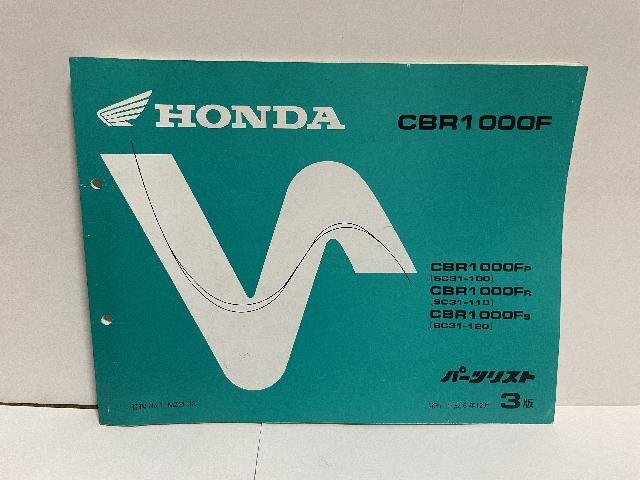 HONDA
CBR1000F
CBR1000FP
(SC31-100)
CBR1000FR
(SC31-110)
CBR1000FS
(SC31-120)
パーツリスト
3版